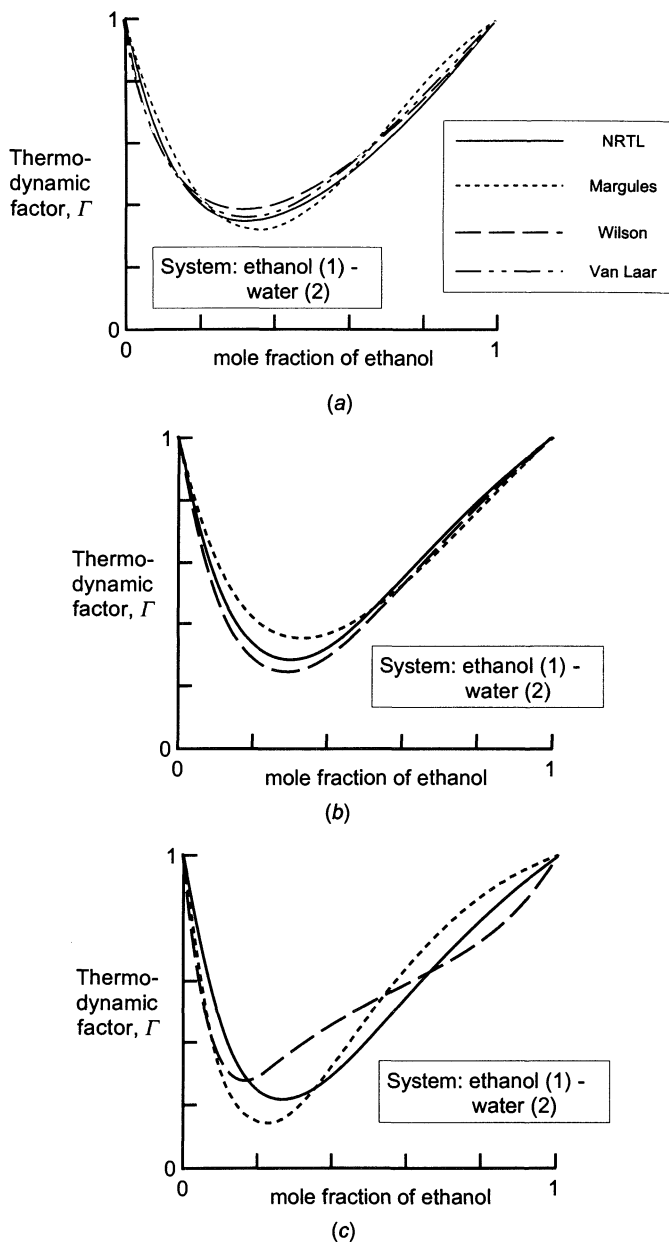 1
Thermo-
dynamic
factor, Γ
NRTL
Margules
Wilson
Van Laar
System: ethanol (1) -
water (2)
0
0
mole fraction of ethanol
1
(a)
1
Thermo-
dynamic
factor, Γ
System: ethanol (1) -
water (2)
0
0
mole fraction of ethanol
1
(b)
1
Thermo-
dynamic
factor, Γ
System: ethanol (1) -
water (2)
0
0
mole fraction of ethanol
1
(c)